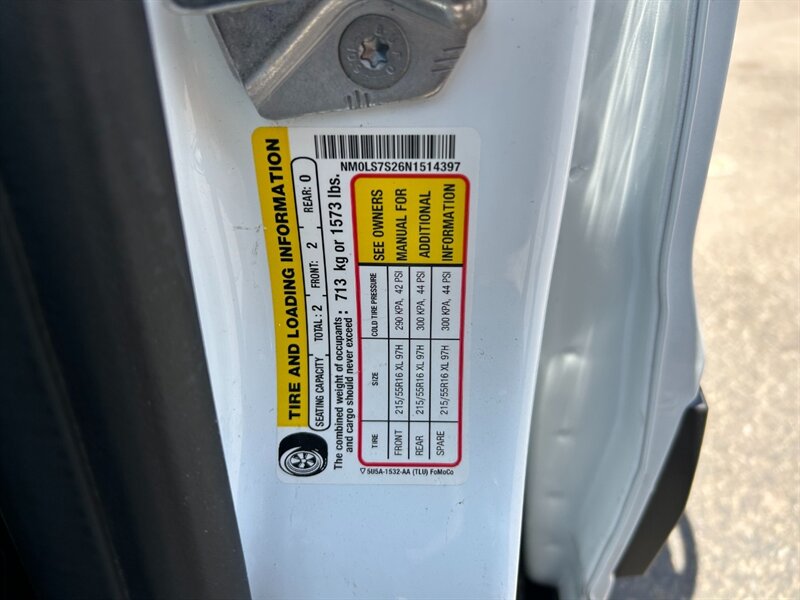 NM0LS7S26N1514397
TIRE AND LOADING INFORMATION
SEATING CAPACITY TOTAL: 2 FRONT: 2 REAR: 0
The combined weight of occupants
and cargo should never exceed : 713 kg or 1573 lbs.
TIRE SIZE COLD TIRE PRESSURE SEE OWNERS
FRONT 215/55R16 XL 97H 290 KPA, 42 PSI MANUAL FOR
REAR 215/55R16 XL 97H 300 KPA, 44 PSI ADDITIONAL
SPARE 215/55R16 XL 97H 300 KPA, 44 PSI INFORMATION
5U5A-1532-AA (TLU) FoMoCo